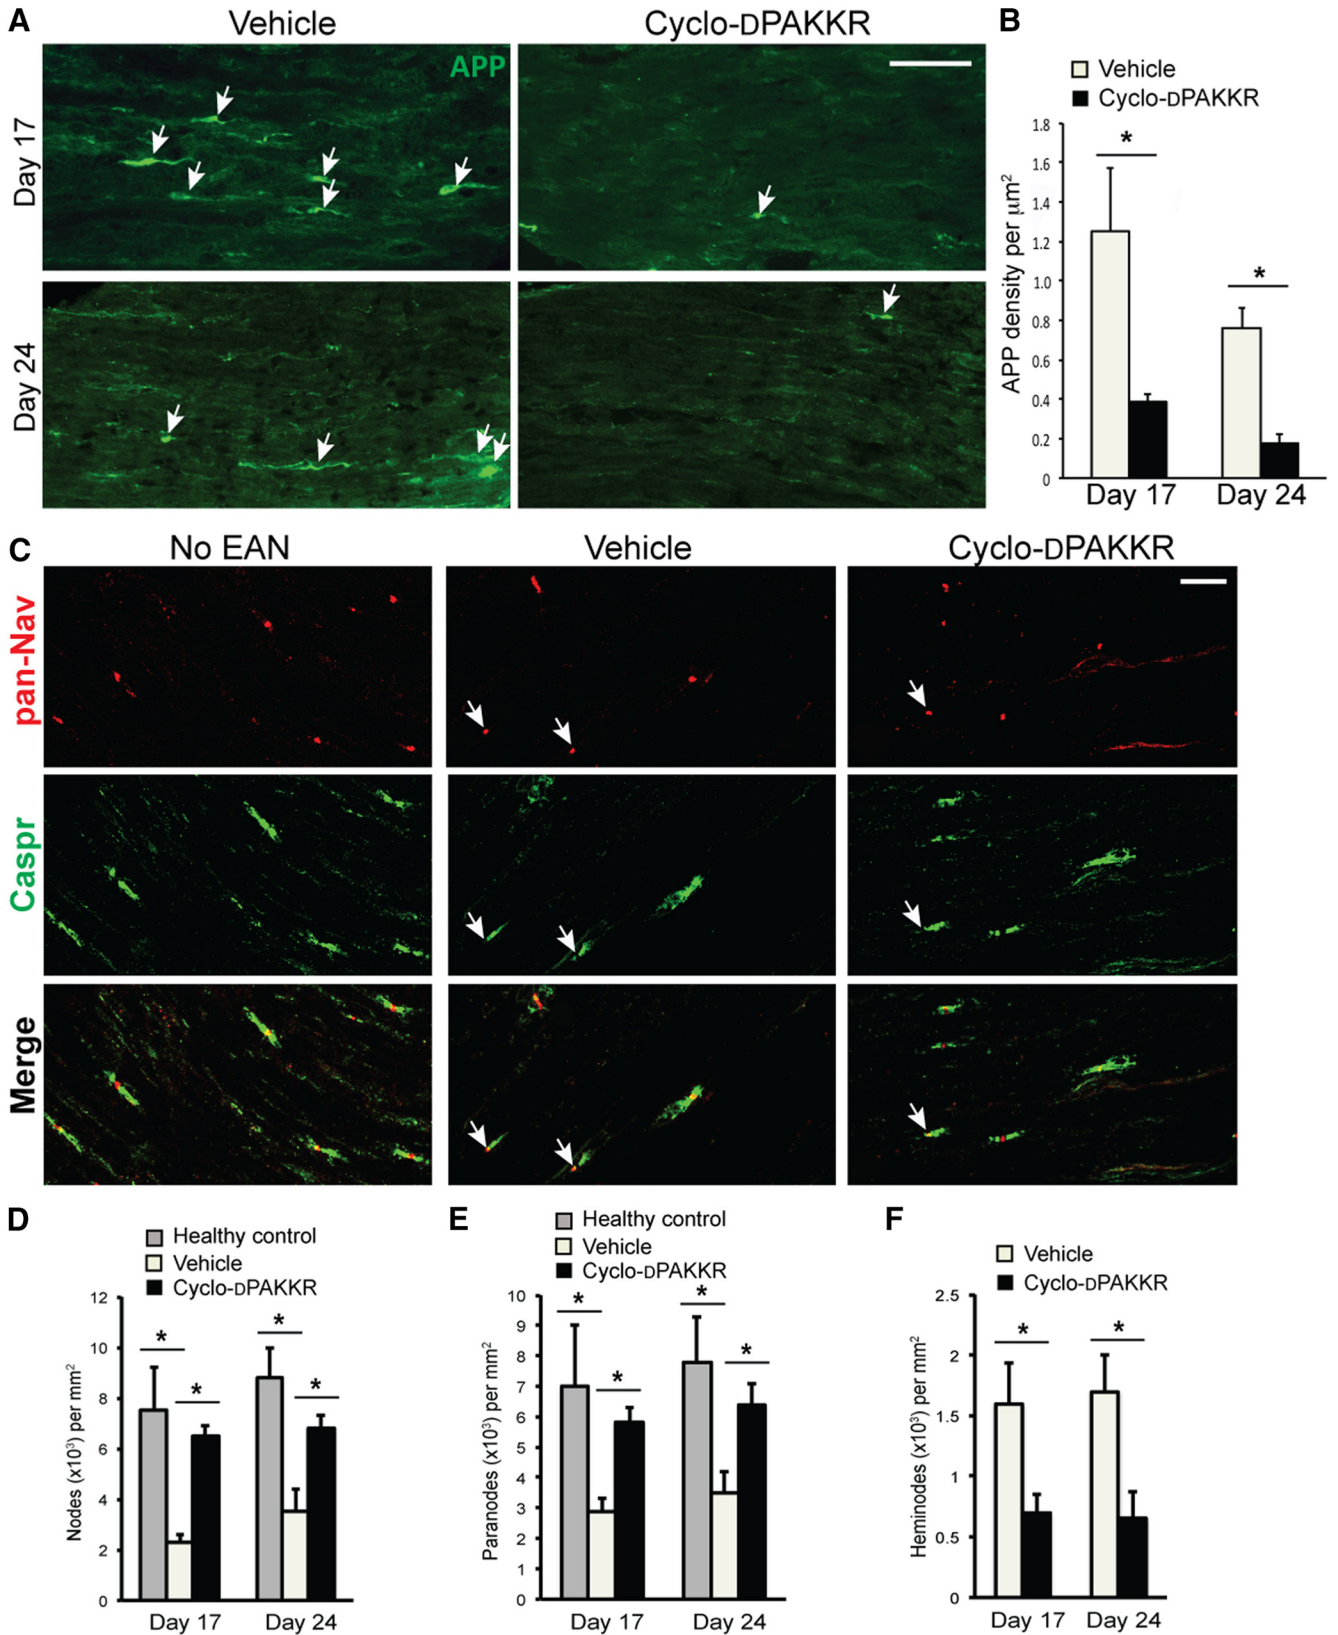 A
Vehicle
Cyclo-DPAKKR
APP
Day 17
Day 24
B
Vehicle
Cyclo-DPAKKR
APP density per μm2
1.8
1.6
1.4
1.2
1.0
0.8
0.6
0.4
0.2
0
*
*
Day 17
Day 24
C
No EAN
Vehicle
Cyclo-DPAKKR
pan-Nav
Caspr
Merge
D
Healthy control
Vehicle
Cyclo-DPAKKR
Nodes (x10³) per mm2
12
10
8
6
4
2
0
*
*
*
*
Day 17
Day 24
E
Healthy control
Vehicle
Cyclo-DPAKKR
Paranodes (x10³) per mm2
10
9
8
7
6
5
4
3
2
1
0
*
*
*
*
Day 17
Day 24
F
Vehicle
Cyclo-DPAKKR
Heminodes (x10³) per mm2
2.5
2
1.5
1
0.5
0
*
*
Day 17
Day 24